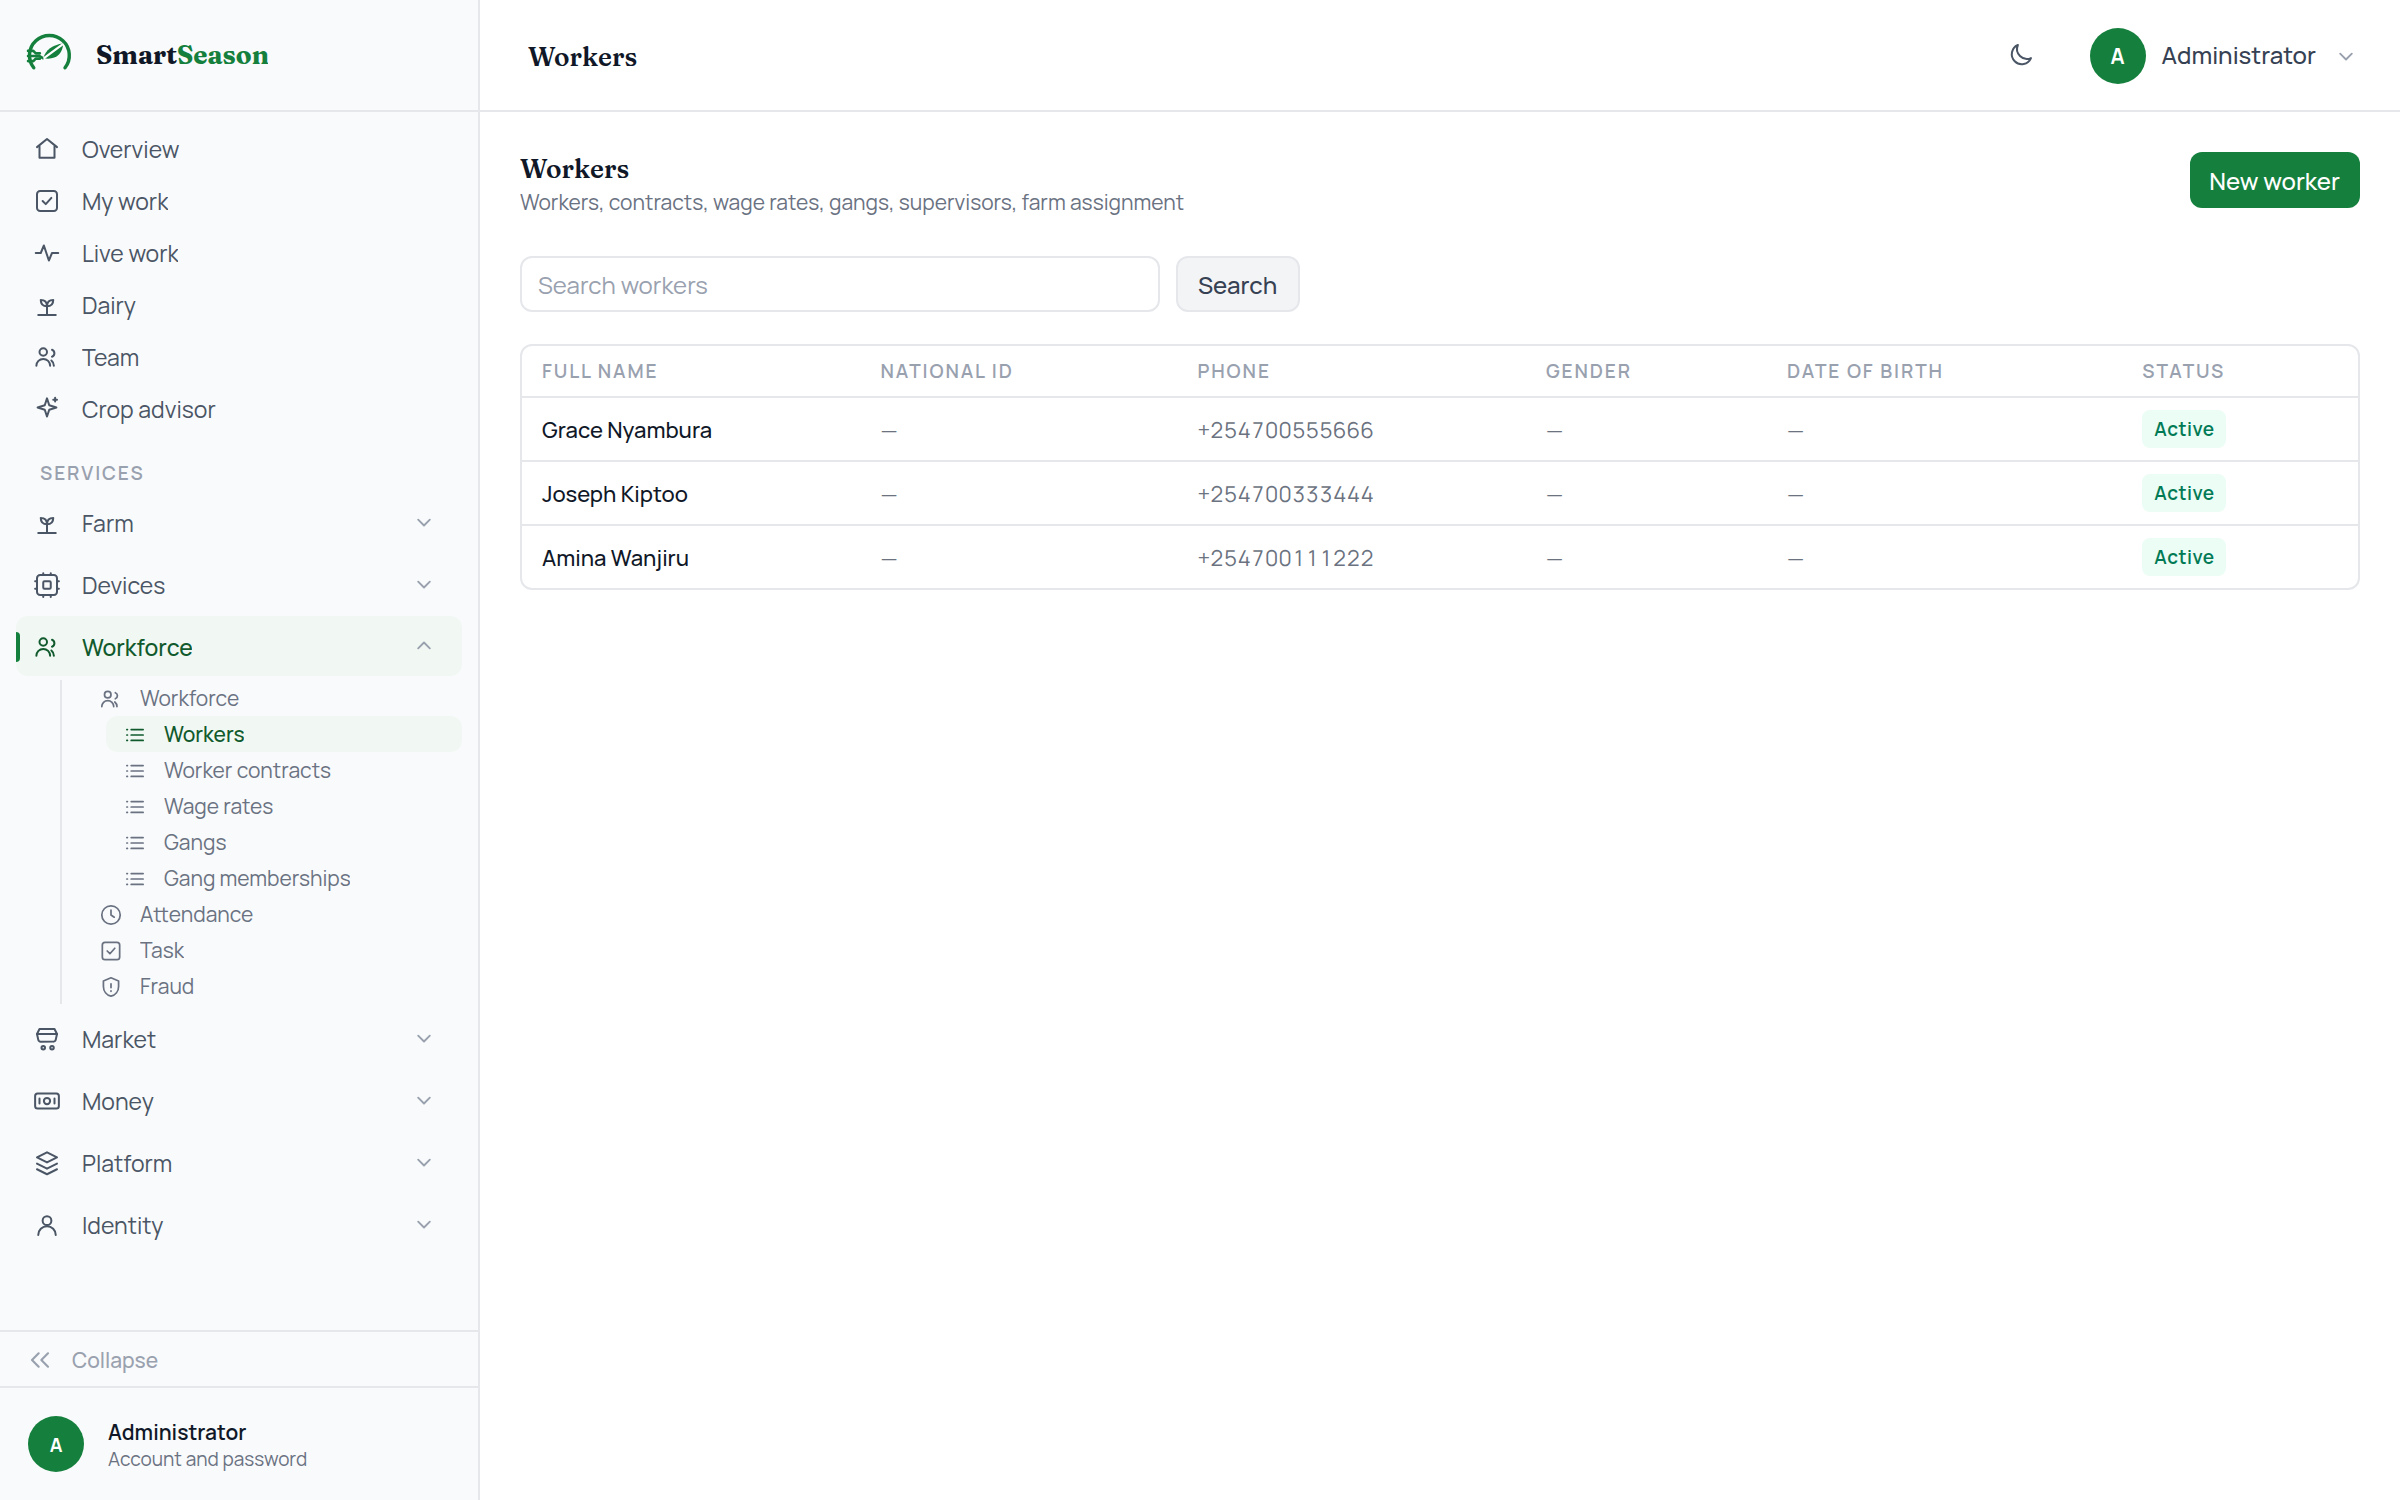 SmartSeason
Workers
A
Administrator
Overview
My work
Live work
Dairy
Team
Crop advisor
SERVICES
Farm
Devices
Workforce
Workforce
Workers
Worker contracts
Wage rates
Gangs
Gang memberships
Attendance
Task
Fraud
Market
Money
Platform
Identity
Collapse
A
Administrator
Account and password
Workers
Workers, contracts, wage rates, gangs, supervisors, farm assignment
New worker
Search workers
Search
FULL NAME NATIONAL ID PHONE GENDER DATE OF BIRTH STATUS
Grace Nyambura — +254700555666 — — Active
Joseph Kiptoo — +254700333444 — — Active
Amina Wanjiru — +254700111222 — — Active